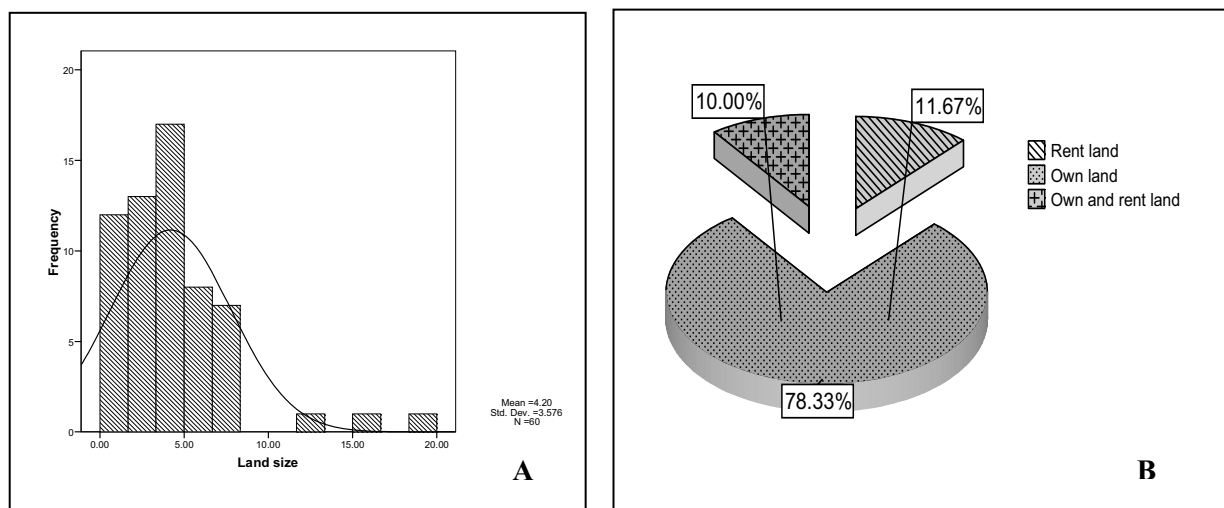 20
15
10
5
0
Frequency
0.00
5.00
10.00
15.00
20.00
Land size
Mean =4.20
Std. Dev. =3.576
N =60
A
10.00%
11.67%
78.33%
Rent land
Own land
Own and rent land
B